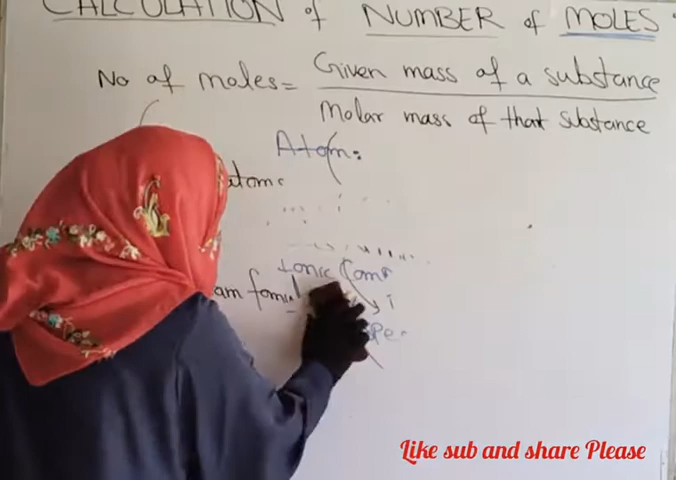 CALCULATION of NUMBER of MOLES
No of moles = Given mass of a substance
Molar mass of that substance
Atom:
Ionic
Like sub and share Please